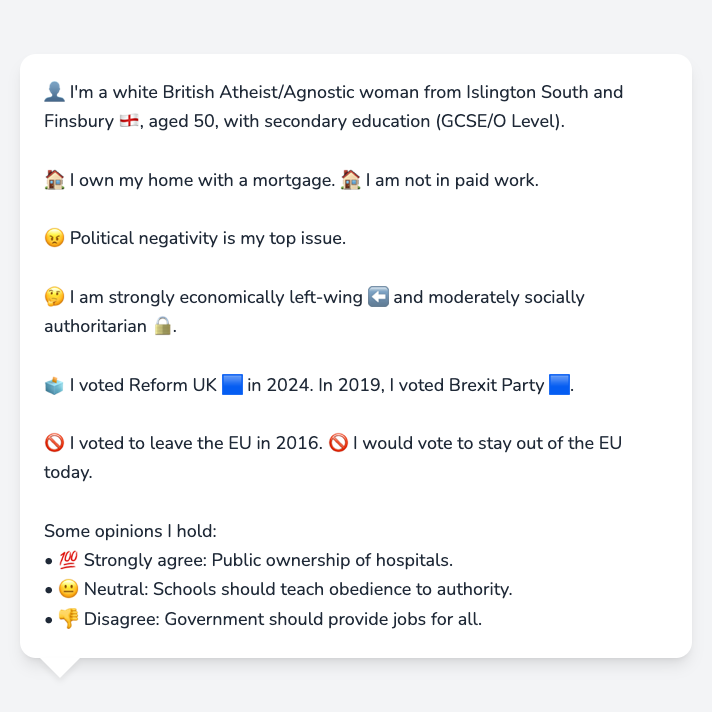 👤 I'm a white British Atheist/Agnostic woman from Islington South and
Finsbury 🏴󠁧󠁢󠁥󠁮󠁧󠁿, aged 50, with secondary education (GCSE/O Level).
🏠 I own my home with a mortgage. 🏠 I am not in paid work.
😠 Political negativity is my top issue.
🤔 I am strongly economically left-wing ⬅️ and moderately socially
authoritarian 🔒.
🗳️ I voted Reform UK 🟦 in 2024. In 2019, I voted Brexit Party 🟦.
🚫 I voted to leave the EU in 2016. 🚫 I would vote to stay out of the EU
today.
Some opinions I hold:
• 💯 Strongly agree: Public ownership of hospitals.
• 😐 Neutral: Schools should teach obedience to authority.
• 👎 Disagree: Government should provide jobs for all.